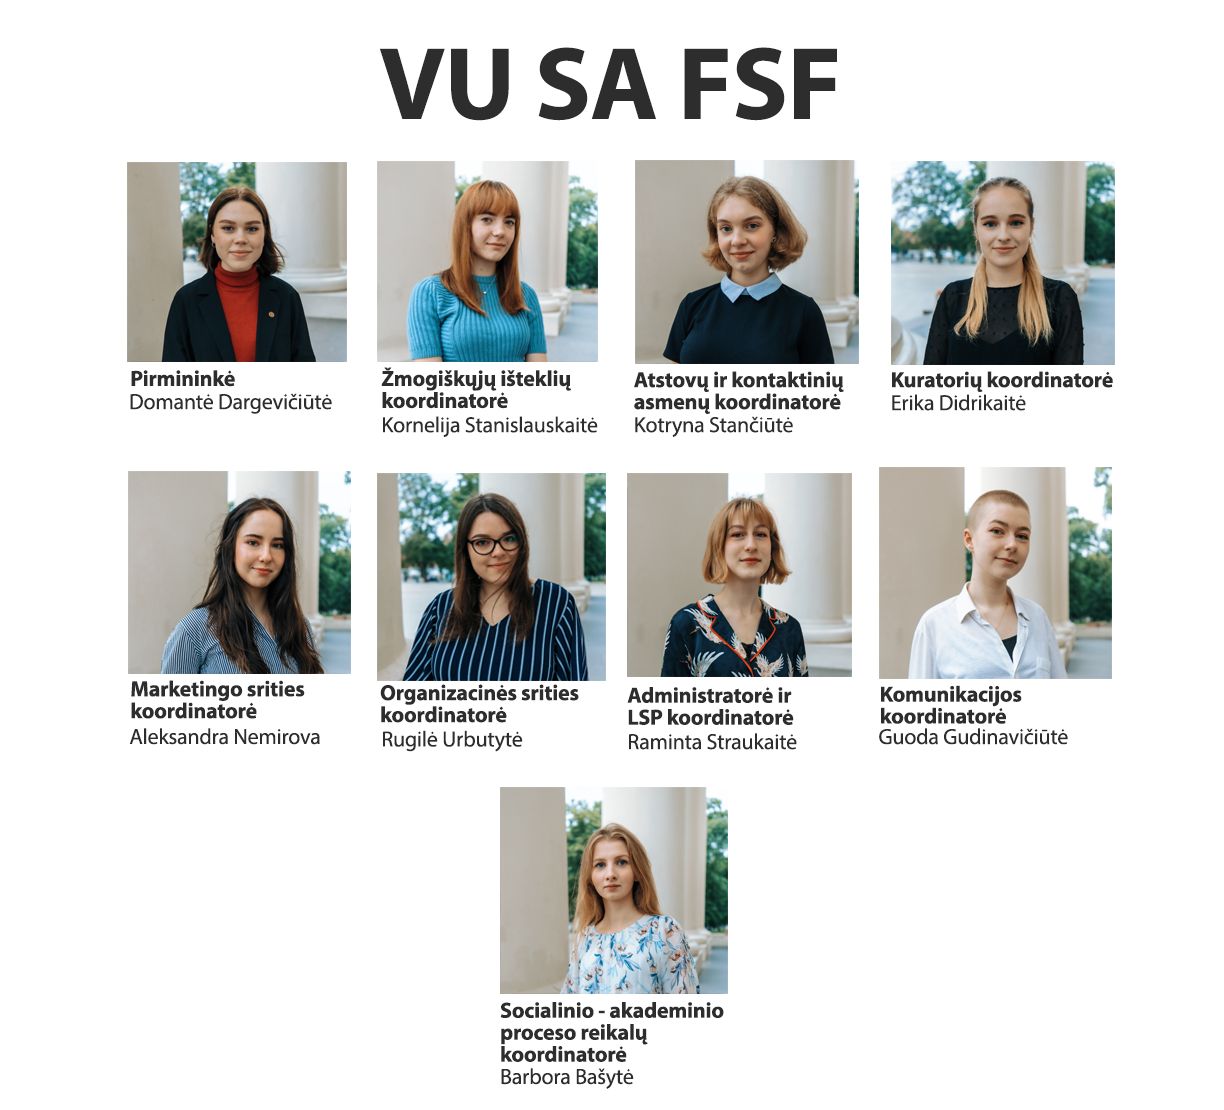 VU SA FSF
Pirmininkė
Domantė Dargevičiūtė
Žmogiškųjų išteklių
koordinatorė
Kornelija Stanislauskaitė
Atstovų ir kontaktinių
asmenų koordinatorė
Kotryna Stančiūtė
Kuratorių koordinatorė
Erika Didrikaitė
Marketingo srities
koordinatorė
Aleksandra Nemirova
Organizacinės srities
koordinatorė
Rugilė Urbutytė
Administratorė ir
LSP koordinatorė
Raminta Straukaitė
Komunikacijos
koordinatorė
Guoda Gudinavičiūtė
Socialinio - akademinio
proceso reikalų
koordinatorė
Barbora Bašytė